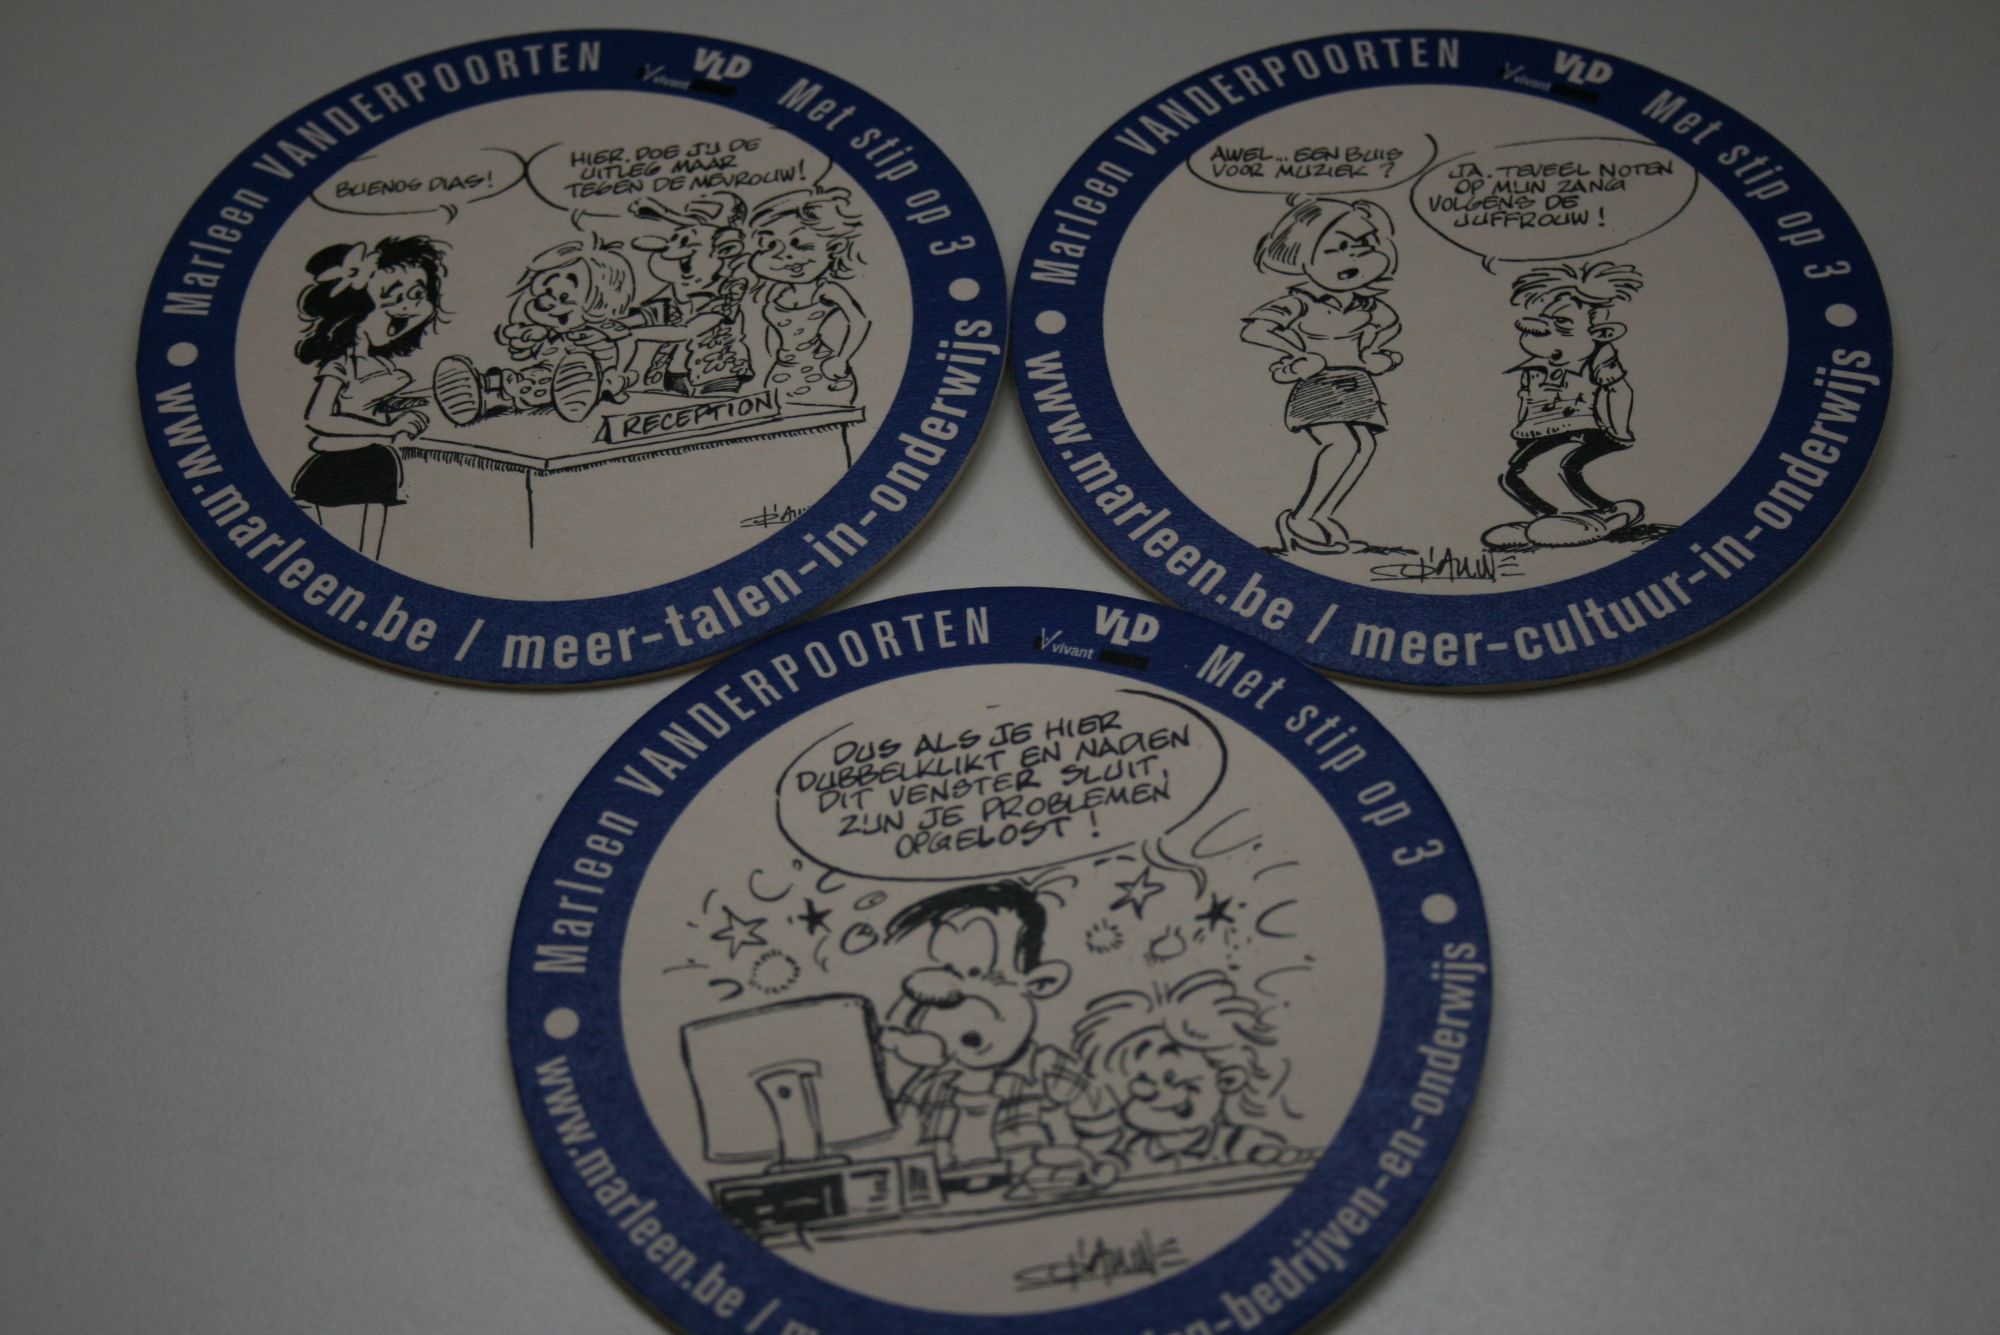 Marleen VANDERPOORTEN
vivant
VLD
Met stip op 3
BUENOS DIAS!
HIER. DOE JIJ DE
UITLEG MAAR
TEGEN DE MEVROUW!
RECEPTION
www.marleen.be / meer-talen-in-onderwijs
Marleen VANDERPOORTEN
vivant
VLD
Met stip op 3
AWEL... EEN BUIS
VOOR MUZIEK?
JA. TEVEEL NOTEN
OP MIJN ZANG
VOLGENS DE
JUFFROUW!
www.marleen.be / meer-cultuur-in-onderwijs
Marleen VANDERPOORTEN
vivant
VLD
Met stip op 3
DUS ALS JE HIER
DUBBELKLIKT EN NADIEN
DIT VENSTER SLUIT,
ZIJN JE PROBLEMEN
OPGELOST!
www.marleen.be / -bedrijven-en-onderwijs